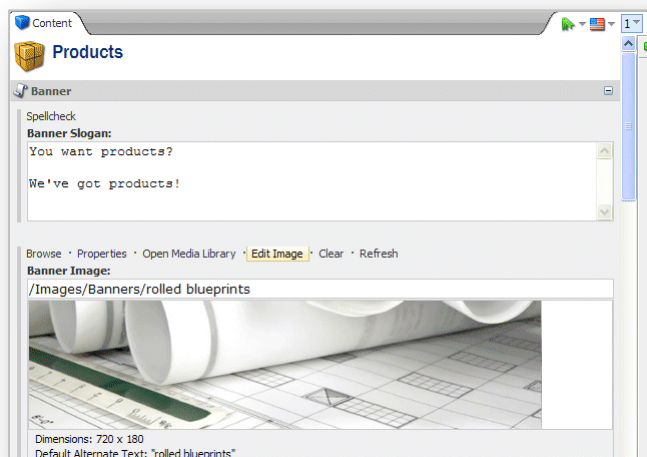 Content
1
Products
Banner
Spellcheck
Banner Slogan:
You want products?
We've got products!
Browse · Properties · Open Media Library · Edit Image · Clear · Refresh
Banner Image:
/Images/Banners/rolled blueprints
Dimensions: 720 x 180
Default Alternate Text: "rolled blueprints"